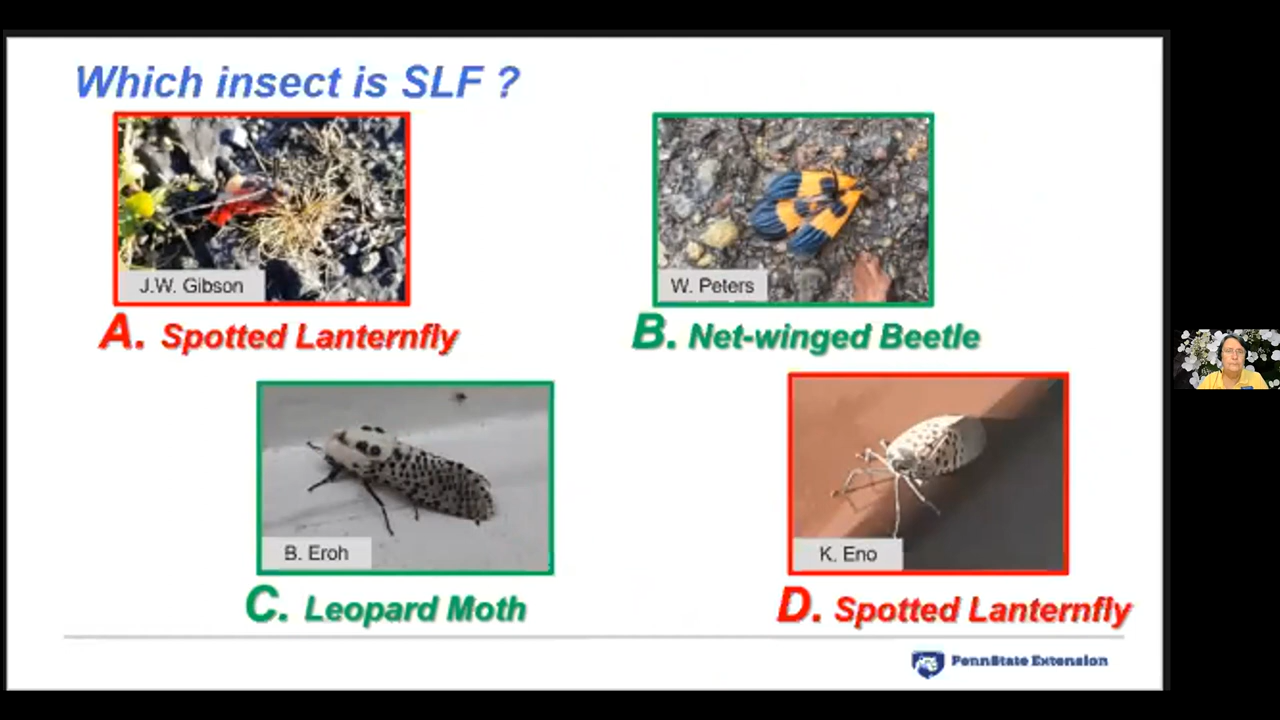 Which insect is SLF ?
J.W. Gibson
W. Peters
A. Spotted Lanternfly
B. Net-winged Beetle
B. Eroh
K. Eno
C. Leopard Moth
D. Spotted Lanternfly
PennState Extension